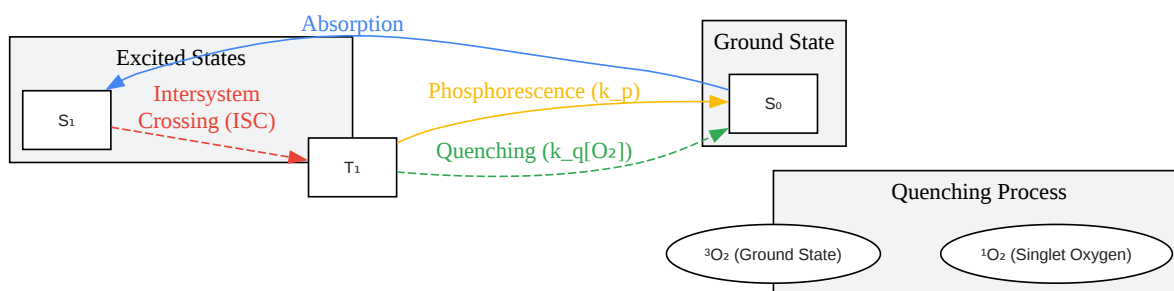 Absorption
Excited States
Ground State
S₁
Intersystem
Crossing (ISC)
T₁
Phosphorescence (k_p)
Quenching (k_q[O₂])
S₀
Quenching Process
³O₂ (Ground State)
¹O₂ (Singlet Oxygen)